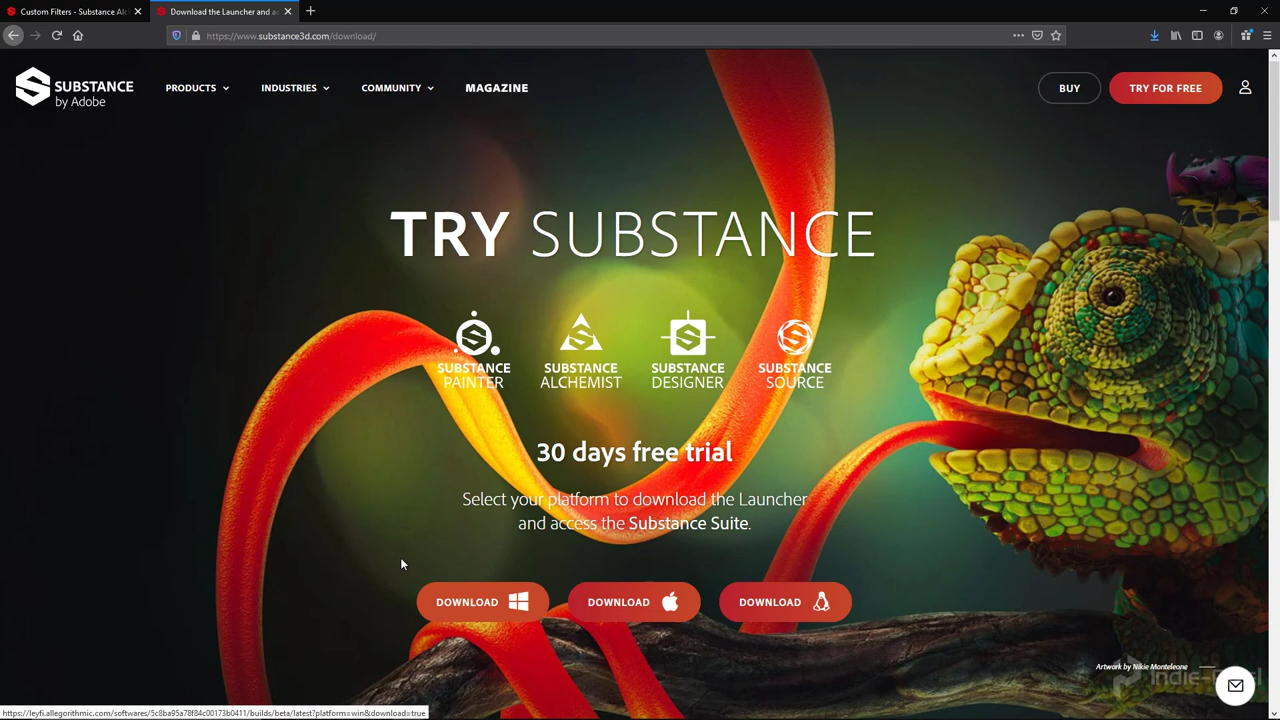 Custom Filters - Substance Alc
Download the Launcher and ac
https://www.substance3d.com/download/
SUBSTANCE
by Adobe
PRODUCTS
INDUSTRIES
COMMUNITY
MAGAZINE
BUY
TRY FOR FREE
TRY SUBSTANCE
SUBSTANCE
PAINTER
SUBSTANCE
ALCHEMIST
SUBSTANCE
DESIGNER
SUBSTANCE
SOURCE
30 days free trial
Select your platform to download the Launcher
and access the Substance Suite.
DOWNLOAD
DOWNLOAD
DOWNLOAD
Artwork by Nikie Monteleone
https://leyfi.allegorithmic.com/softwares/5c8ba95a78f84c00173b0411/builds/beta/latest?platform=win&download=true